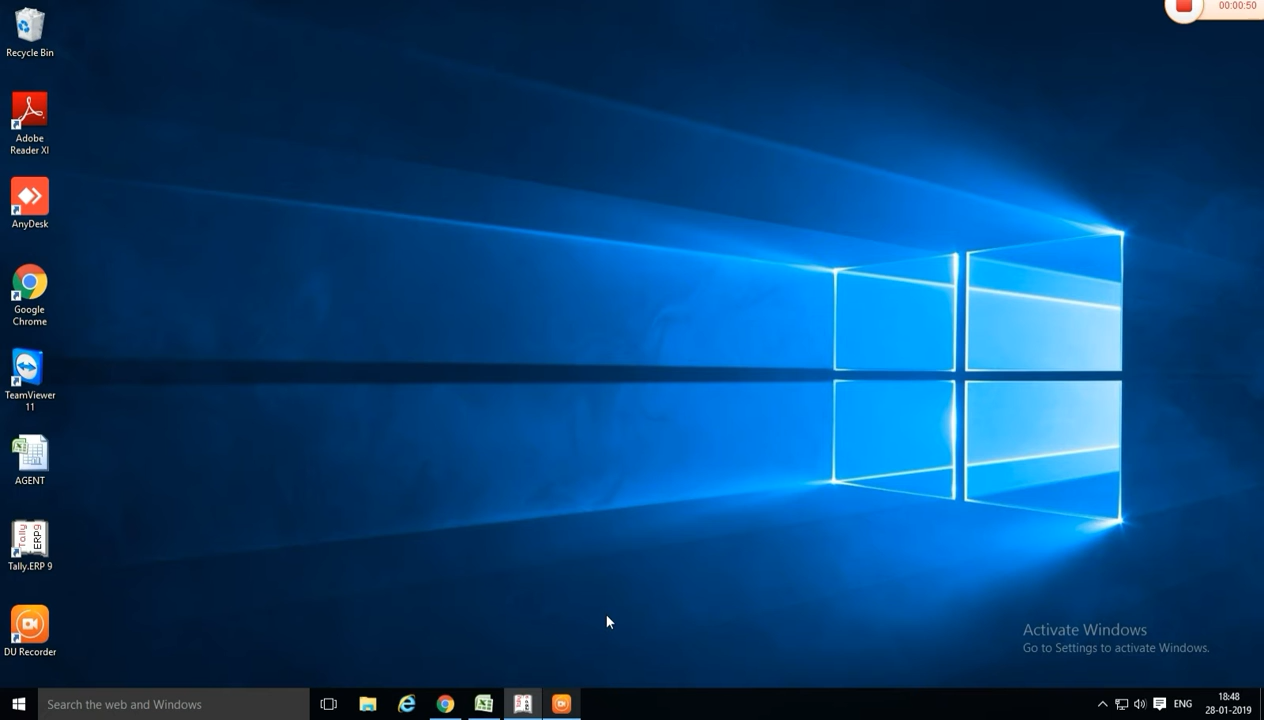 00:00:50
Recycle Bin
Adobe
Reader XI
AnyDesk
Google
Chrome
TeamViewer
11
AGENT
Tally
ERP9
Tally.ERP 9
DU Recorder
Activate Windows
Go to Settings to activate Windows.
Search the web and Windows
ENG
18:48
28-01-2019